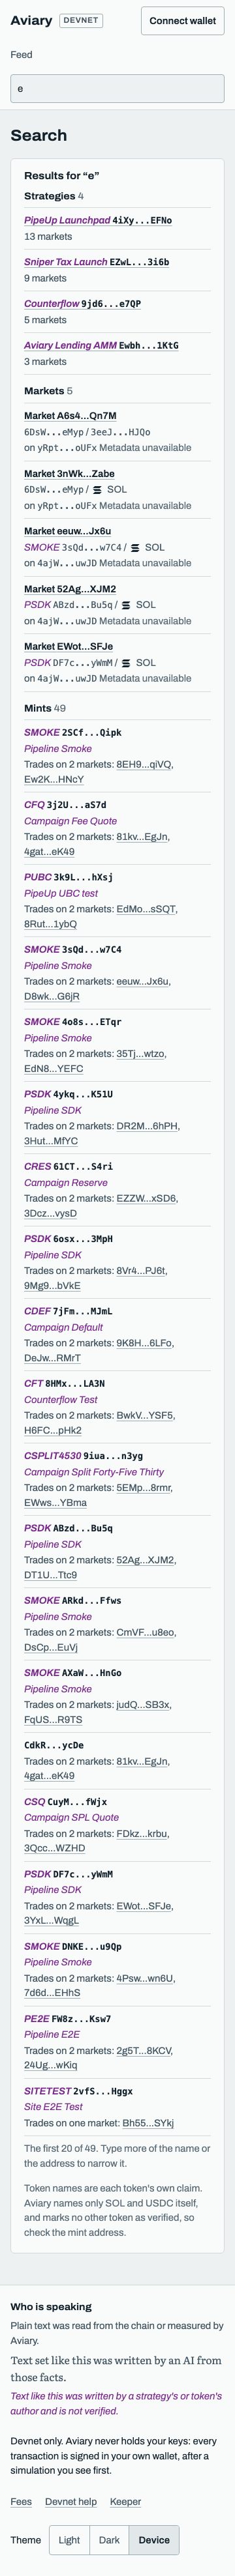 Aviary DEVNET Connect wallet
Feed
e
Search
Results for “e”
Strategies 4
PipeUp Launchpad 4iXy...EFNo
13 markets
Sniper Tax Launch EZwL...3i6b
9 markets
Counterflow 9jd6...e7QP
5 markets
Aviary Lending AMM Ewbh...1KtG
3 markets
Markets 5
Market A6s4...Qn7M
6DsW...eMyp / 3eeJ...HJQo
on yRpt...oUFx Metadata unavailable
Market 3nWk...Zabe
6DsW...eMyp / SOL
on yRpt...oUFx Metadata unavailable
Market eeuw...Jx6u
SMOKE 3sQd...w7C4 / SOL
on 4ajW...uwJD Metadata unavailable
Market 52Ag...XJM2
PSDK ABzd...Bu5q / SOL
on 4ajW...uwJD Metadata unavailable
Market EWot...SFJe
PSDK DF7c...yWmM / SOL
on 4ajW...uwJD Metadata unavailable
Mints 49
SMOKE 2SCf...Qipk
Pipeline Smoke
Trades on 2 markets: 8EH9...qiVQ,
Ew2K...HNcY
CFQ 3j2U...aS7d
Campaign Fee Quote
Trades on 2 markets: 81kv...EgJn,
4gat...eK49
PUBC 3k9L...hXsj
PipeUp UBC test
Trades on 2 markets: EdMo...sSQT,
8Rut...1ybQ
SMOKE 3sQd...w7C4
Pipeline Smoke
Trades on 2 markets: eeuw...Jx6u,
D8wk...G6jR
SMOKE 4o8s...ETqr
Pipeline Smoke
Trades on 2 markets: 35Tj...wtzo,
EdN8...YEFC
PSDK 4ykq...K51U
Pipeline SDK
Trades on 2 markets: DR2M...6hPH,
3Hut...MfYC
CRES 61CT...S4ri
Campaign Reserve
Trades on 2 markets: EZZW...xSD6,
3Dcz...vysD
PSDK 6osx...3MpH
Pipeline SDK
Trades on 2 markets: 8Vr4...PJ6t,
9Mg9...bVkE
CDEF 7jFm...MJmL
Campaign Default
Trades on 2 markets: 9K8H...6LFo,
DeJw...RMrT
CFT 8HMx...LA3N
Counterflow Test
Trades on 2 markets: BwkV...YSF5,
H6FC...pHk2
CSPLIT4530 9iua...n3yg
Campaign Split Forty-Five Thirty
Trades on 2 markets: 5EMp...8rmr,
EWws...YBma
PSDK ABzd...Bu5q
Pipeline SDK
Trades on 2 markets: 52Ag...XJM2,
DT1U...Ttc9
SMOKE ARkd...Ffws
Pipeline Smoke
Trades on 2 markets: CmVF...u8eo,
DsCp...EuVj
SMOKE AXaW...HnGo
Pipeline Smoke
Trades on 2 markets: judQ...SB3x,
FqUS...R9TS
CdkR...ycDe
Trades on 2 markets: 81kv...EgJn,
4gat...eK49
CSQ CuyM...fWjx
Campaign SPL Quote
Trades on 2 markets: FDkz...krbu,
3Qcc...WZHD
PSDK DF7c...yWmM
Pipeline SDK
Trades on 2 markets: EWot...SFJe,
3YxL...WqgL
SMOKE DNKE...u9Qp
Pipeline Smoke
Trades on 2 markets: 4Psw...wn6U,
7d6d...EHhS
PE2E FW8z...Ksw7
Pipeline E2E
Trades on 2 markets: 2g5T...8KCV,
24Ug...wKiq
SITETEST 2vfS...Hggx
Site E2E Test
Trades on one market: Bh55...SYkj
The first 20 of 49. Type more of the name or
the address to narrow it.
Token names are each token's own claim.
Aviary names only SOL and USDC itself,
and marks no other token as verified, so
check the mint address.
Who is speaking
Plain text was read from the chain or measured by
Aviary.
Text set like this was written by an AI from
those facts.
Text like this was written by a strategy's or token's
author and is not verified.
Devnet only. Aviary never holds your keys: every
transaction is signed in your own wallet, after a
simulation you see first.
Fees Devnet help Keeper
Theme Light Dark Device